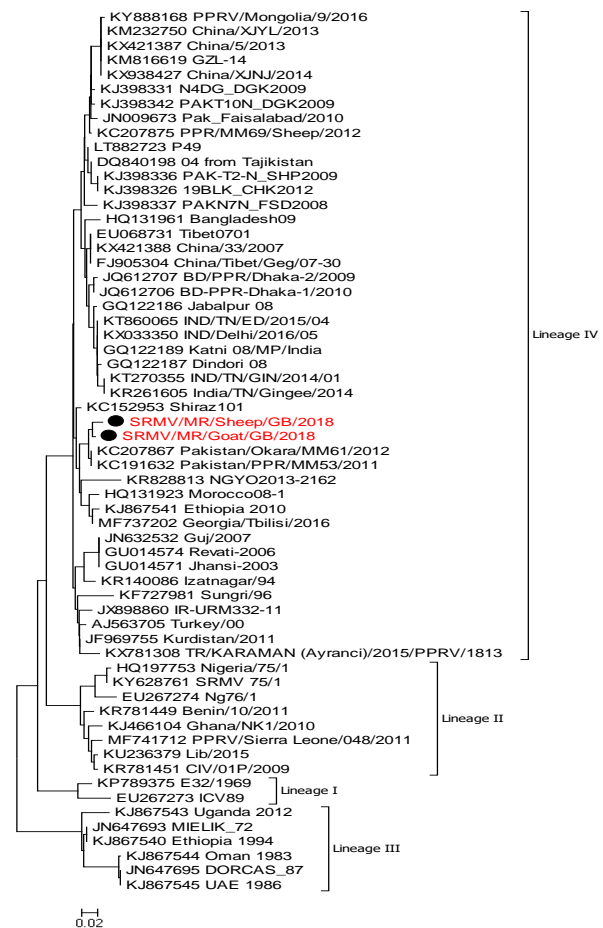 KY888168 PPRV/Mongolia/9/2016
KM232750 China/XJYL/2013
KX421387 China/5/2013
KM816619 GZL-14
KX938427 China/XJNJ/2014
KJ398331 N4DG_DGK2009
KJ398342 PAKT10N_DGK2009
JN009673 Pak_Faisalabad/2010
KC207875 PPR/MM69/Sheep/2012
LT882723 P49
DQ840198 04 from Tajikistan
KJ398336 PAK-T2-N_SHP2009
KJ398326 19BLK_CHK2012
KJ398337 PAKN7N_FSD2008
HQ131961 Bangladesh09
EU068731 Tibet0701
KX421388 China/33/2007
FJ905304 China/Tibet/Geg/07-30
JQ612707 BD/PPR/Dhaka-2/2009
JQ612706 BD-PPR-Dhaka-1/2010
GQ122186 Jabalpur 08
KT860065 IND/TN/ED/2015/04
Lineage IV
KX033350 IND/Delhi/2016/05
GQ122189 Katni 08/MP/India
GQ122187 Dindori 08
KT270355 IND/TN/GIN/2014/01
KR261605 India/TN/Gingee/2014
KC152953 Shiraz101
SRMV/MR/Sheep/GB/2018
SRMV/MR/Goat/GB/2018
KC207867 Pakistan/Okara/MM61/2012
KC191632 Pakistan/PPR/MM53/2011
KR828813 NGYO2013-2162
HQ131923 Morocco08-1
KJ867541 Ethiopia 2010
MF737202 Georgia/Tbilisi/2016
JN632532 Guj/2007
GU014574 Revati-2006
GU014571 Jhansi-2003
KR140086 Izatnagar/94
KF727981 Sungri/96
JX898860 IR-URM332-11
AJ563705 Turkey/00
JF969755 Kurdistan/2011
KX781308 TR/KARAMAN (Ayranci)/2015/PPRV/1813
HQ197753 Nigeria/75/1
KY628761 SRMV 75/1
EU267274 Ng76/1
KR781449 Benin/10/2011
Lineage II
KJ466104 Ghana/NK1/2010
MF741712 PPRV/Sierra Leone/048/2011
KU236379 Lib/2015
KR781451 CIV/01P/2009
KP789375 E32/1969
Lineage I
EU267273 ICV89
KJ867543 Uganda 2012
JN647693 MIELIK_72
KJ867540 Ethiopia 1994
Lineage III
KJ867544 Oman 1983
JN647695 DORCAS_87
KJ867545 UAE 1986
0.02